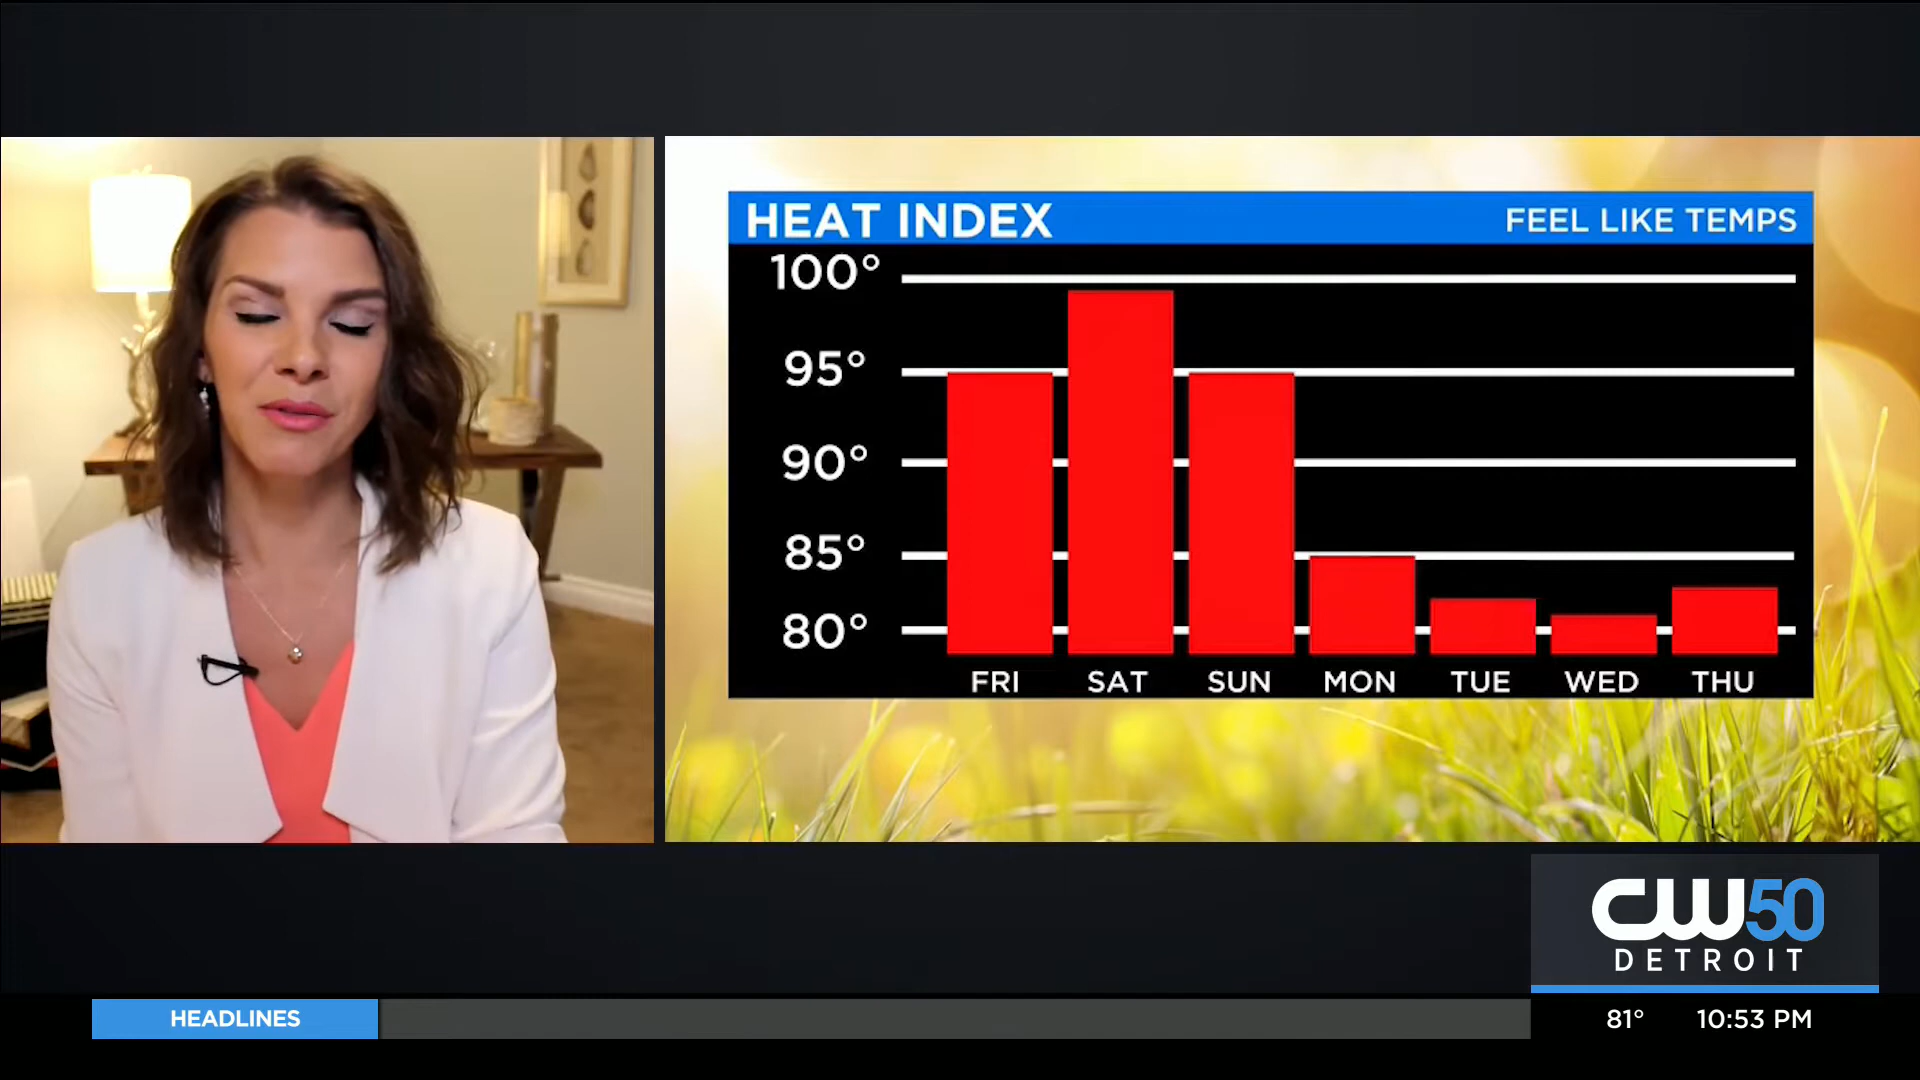 HEAT INDEX
FEEL LIKE TEMPS
100°
95°
90°
85°
80°
FRI SAT SUN MON TUE WED THU
CW50
DETROIT
HEADLINES
81° 10:53 PM